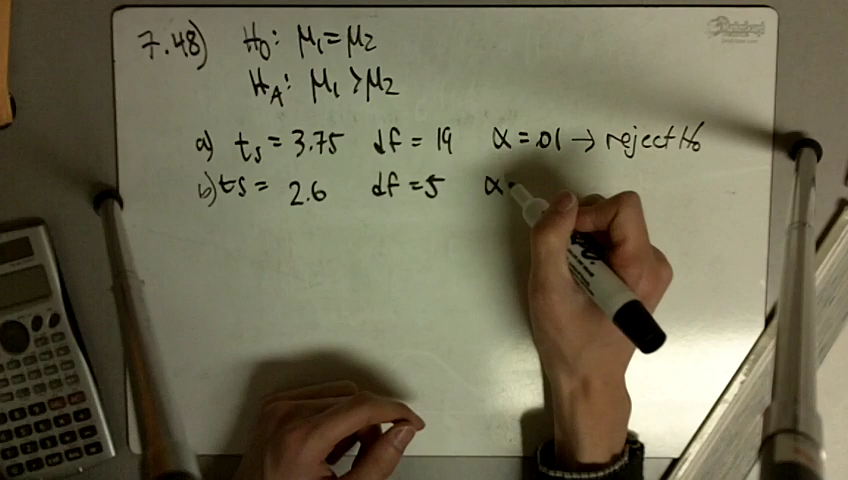 7.48) H₀: μ₁=μ₂
H_A: μ₁>μ₂
a) ts = 3.75 df = 19 α=.01 → reject H₀
b) ts = 2.6 df = 5 α